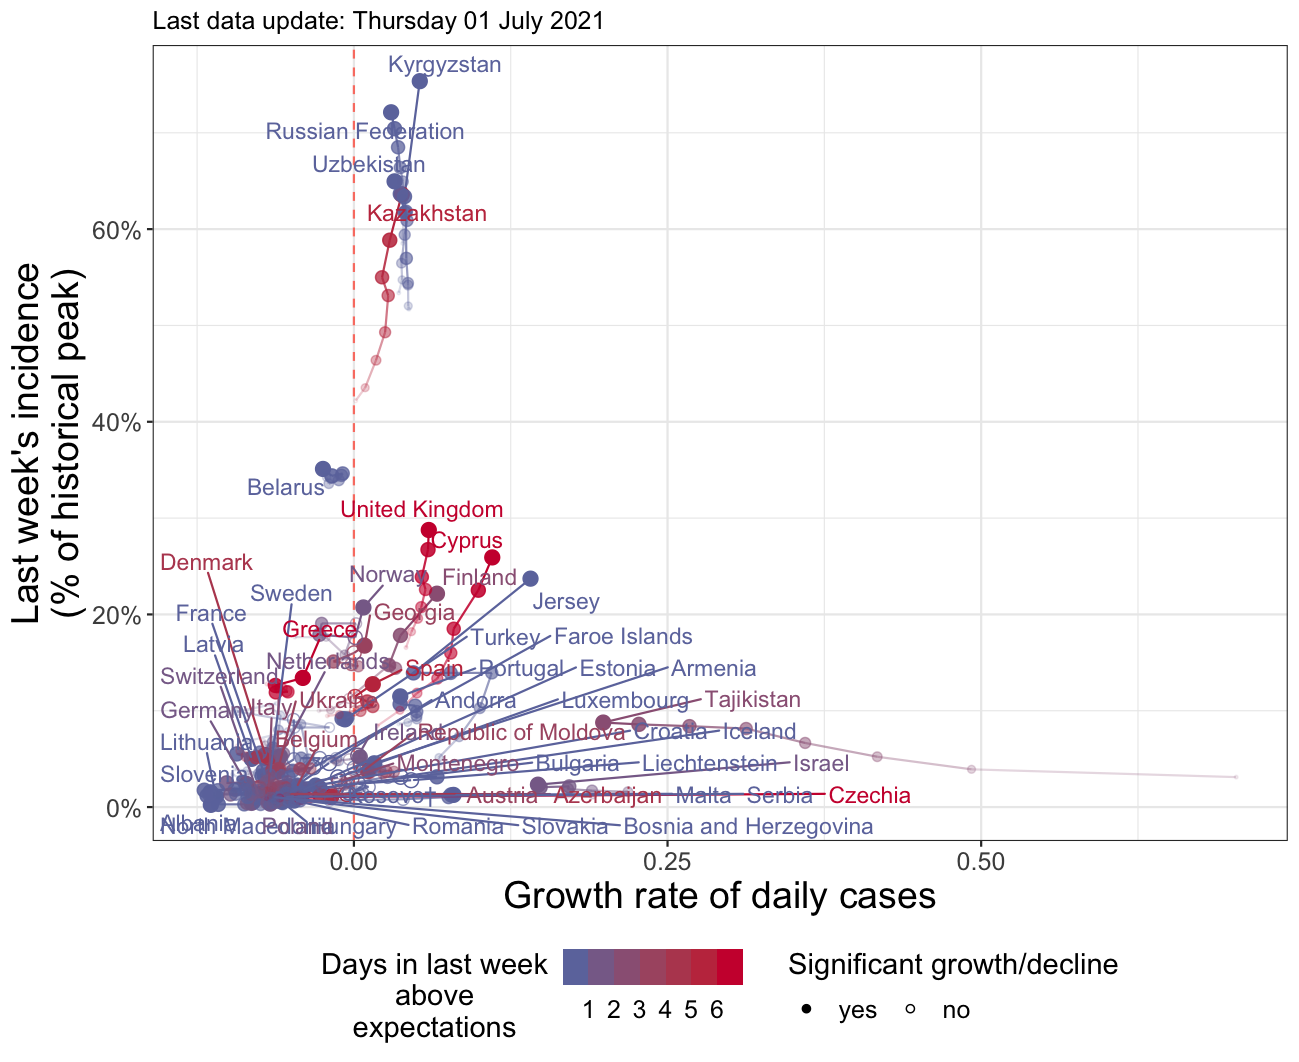 Last data update: Thursday 01 July 2021
Last week's incidence
(% of historical peak)
60%
40%
20%
0%
Kyrgyzstan
Russian Federation
Uzbekistan
Kazakhstan
Belarus
United Kingdom
Cyprus
Denmark
Norway
Finland
Sweden
Jersey
France
Georgia
Greece
Turkey
Faroe Islands
Latvia
Netherlands
Spain
Portugal
Estonia
Armenia
Switzerland
Italy
Ukraine
Andorra
Luxembourg
Tajikistan
Germany
Ireland
Republic of Moldova
Croatia
Iceland
Lithuania
Belgium
Montenegro
Bulgaria
Liechtenstein
Israel
Slovenia
Kosovo
Austria
Azerbaijan
Malta
Serbia
Czechia
Albania
North Macedonia
Poland
Hungary
Romania
Slovakia
Bosnia and Herzegovina
0.00
0.25
0.50
Growth rate of daily cases
Days in last week
above
expectations
1 2 3 4 5 6
Significant growth/decline
yes
no